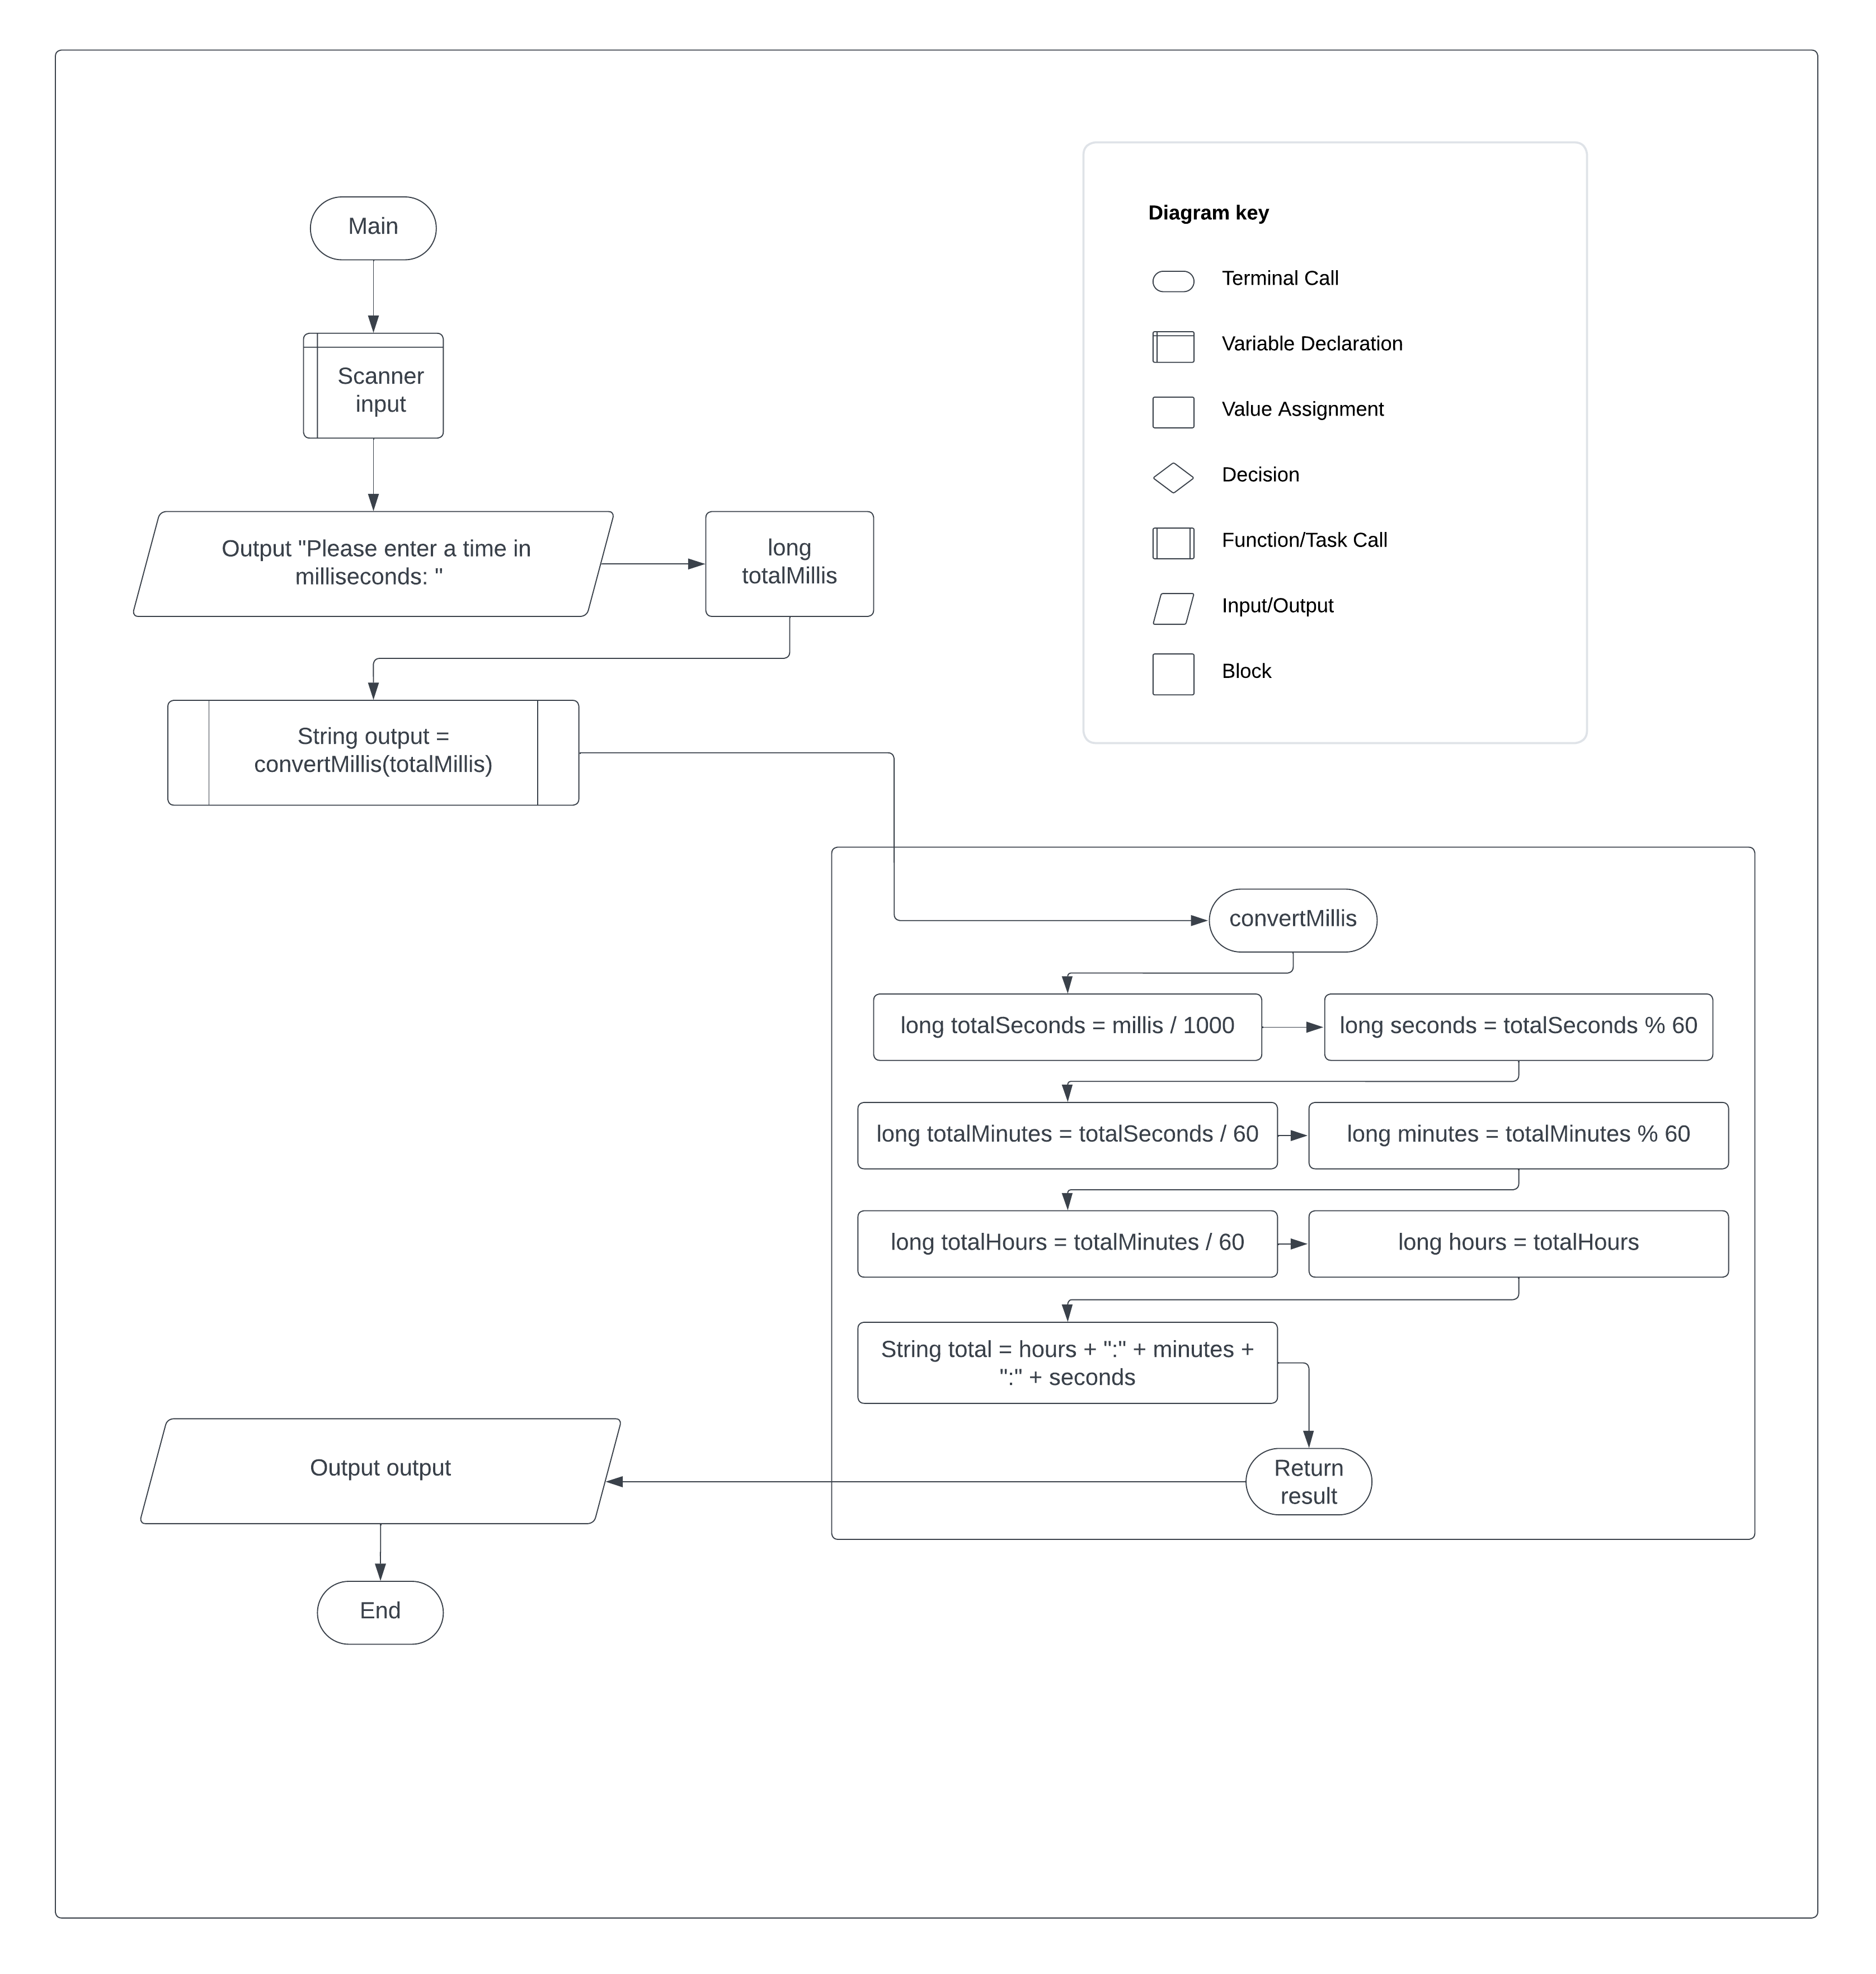 Main
Scanner
input
Output "Please enter a time in
milliseconds: "
long
totalMillis
String output =
convertMillis(totalMillis)
Diagram key
Terminal Call
Variable Declaration
Value Assignment
Decision
Function/Task Call
Input/Output
Block
convertMillis
long totalSeconds = millis / 1000
long seconds = totalSeconds % 60
long totalMinutes = totalSeconds / 60
long minutes = totalMinutes % 60
long totalHours = totalMinutes / 60
long hours = totalHours
String total = hours + ":" + minutes +
":" + seconds
Return
result
Output output
End